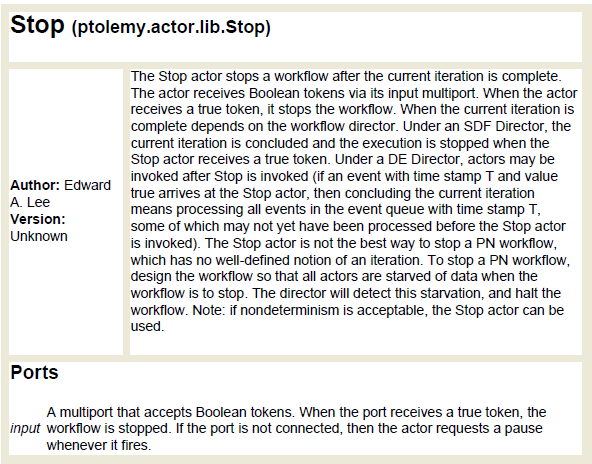 Stop (ptolemy.actor.lib.Stop)
Author: Edward
A. Lee
Version:
Unknown
The Stop actor stops a workflow after the current iteration is complete.
The actor receives Boolean tokens via its input multiport. When the actor
receives a true token, it stops the workflow. When the current iteration is
complete depends on the workflow director. Under an SDF Director, the
current iteration is concluded and the execution is stopped when the
Stop actor receives a true token. Under a DE Director, actors may be
invoked after Stop is invoked (if an event with time stamp T and value
true arrives at the Stop actor, then concluding the current iteration
means processing all events in the event queue with time stamp T,
some of which may not yet have been processed before the Stop actor
is invoked). The Stop actor is not the best way to stop a PN workflow,
which has no well-defined notion of an iteration. To stop a PN workflow,
design the workflow so that all actors are starved of data when the
workflow is to stop. The director will detect this starvation, and halt the
workflow. Note: if nondeterminism is acceptable, the Stop actor can be
used.
Ports
input
A multiport that accepts Boolean tokens. When the port receives a true token, the
workflow is stopped. If the port is not connected, then the actor requests a pause
whenever it fires.